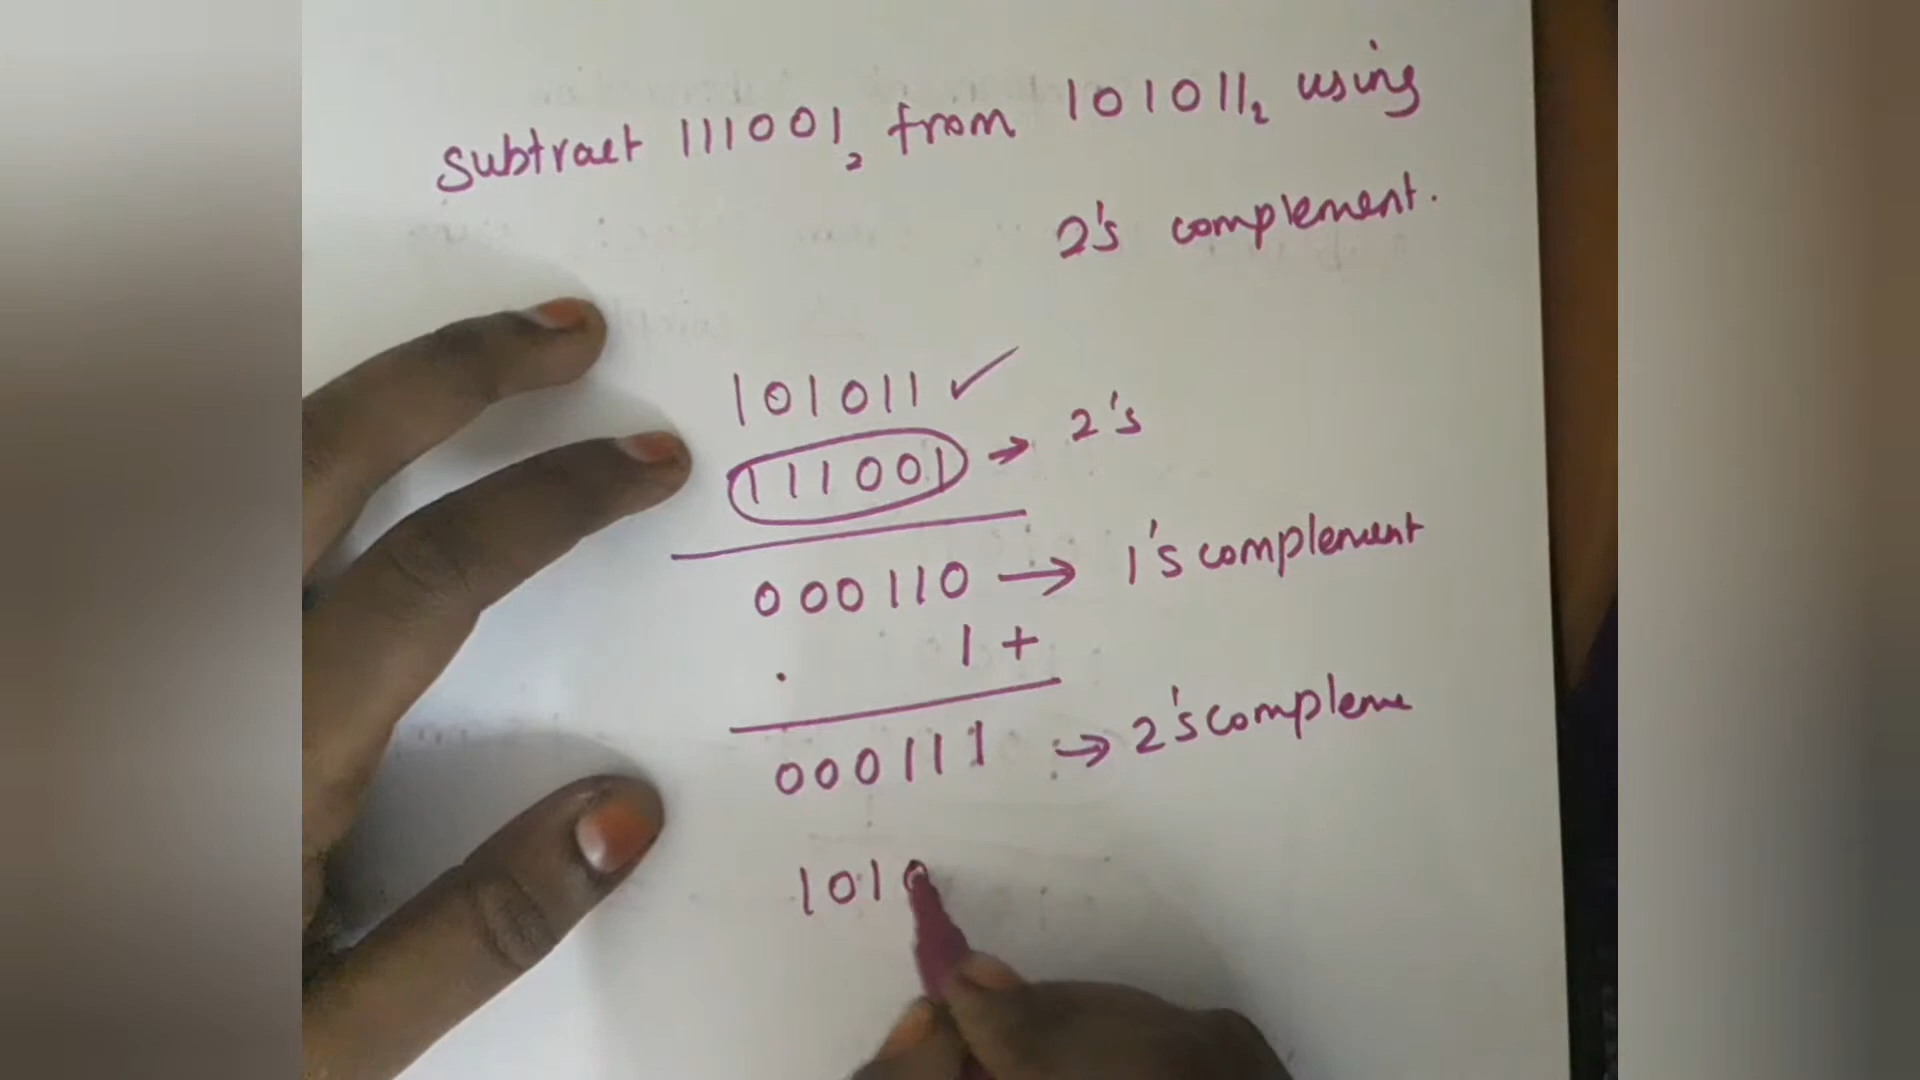 Subtract 111001₂ from 101011₂ using
2's complement.
101011 ✓
111001 → 2's
000110 → 1's complement
1 +
000111 → 2's compleme
1010